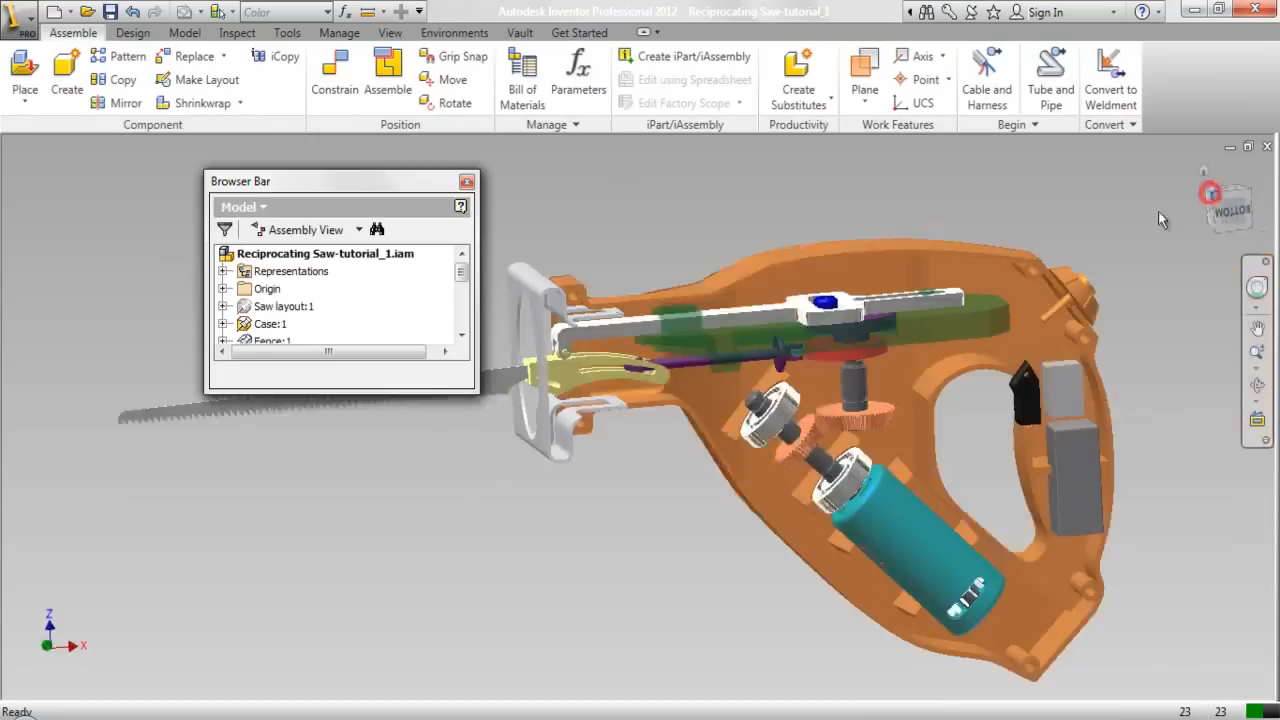 PRO
Color
Autodesk Inventor Professional 2012 Reciprocating Saw-tutorial_1
Sign In
Assemble Design Model Inspect Tools Manage View Environments Vault Get Started
Place
Create
Pattern
Copy
Mirror
Replace
Make Layout
Shrinkwrap
iCopy
Component
Constrain
Assemble
Grip Snap
Move
Rotate
Position
Bill of
Materials
Parameters
Manage
Create iPart/iAssembly
Edit using Spreadsheet
Edit Factory Scope
iPart/iAssembly
Create
Substitutes
Productivity
Plane
Axis
Point
UCS
Work Features
Cable and
Harness
Tube and
Pipe
Begin
Convert to
Weldment
Convert
Browser Bar
Model
Assembly View
Reciprocating Saw-tutorial_1.iam
Representations
Origin
Saw layout:1
Case:1
Fence:1
BOTTOM
Z
X
Ready
23 23